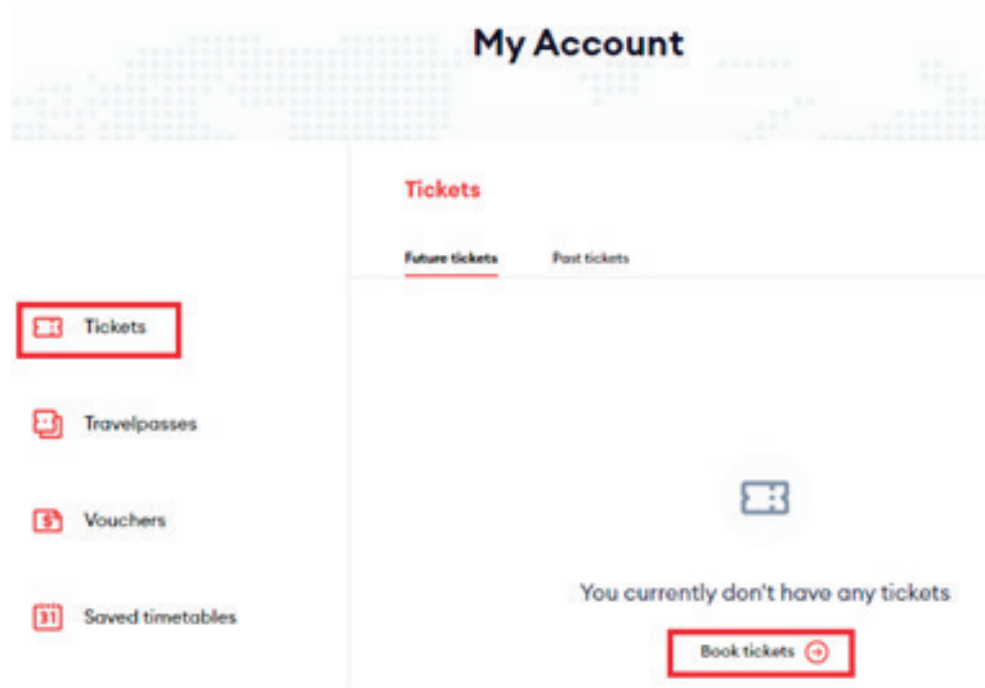 My Account
Tickets
Future tickets Past tickets
Tickets
Travelpasses
$
Vouchers
31
Saved timetables
You currently don't have any tickets
Book tickets